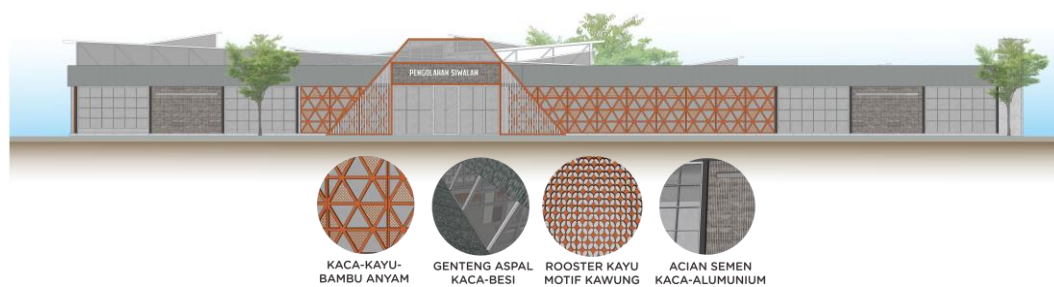 PENGOLAHAN SIWALAN
KACA-KAYU-
BAMBU ANYAM
GENTENG ASPAL
KACA-BESI
ROOSTER KAYU
MOTIF KAWUNG
ACIAN SEMEN
KACA-ALUMUNIUM